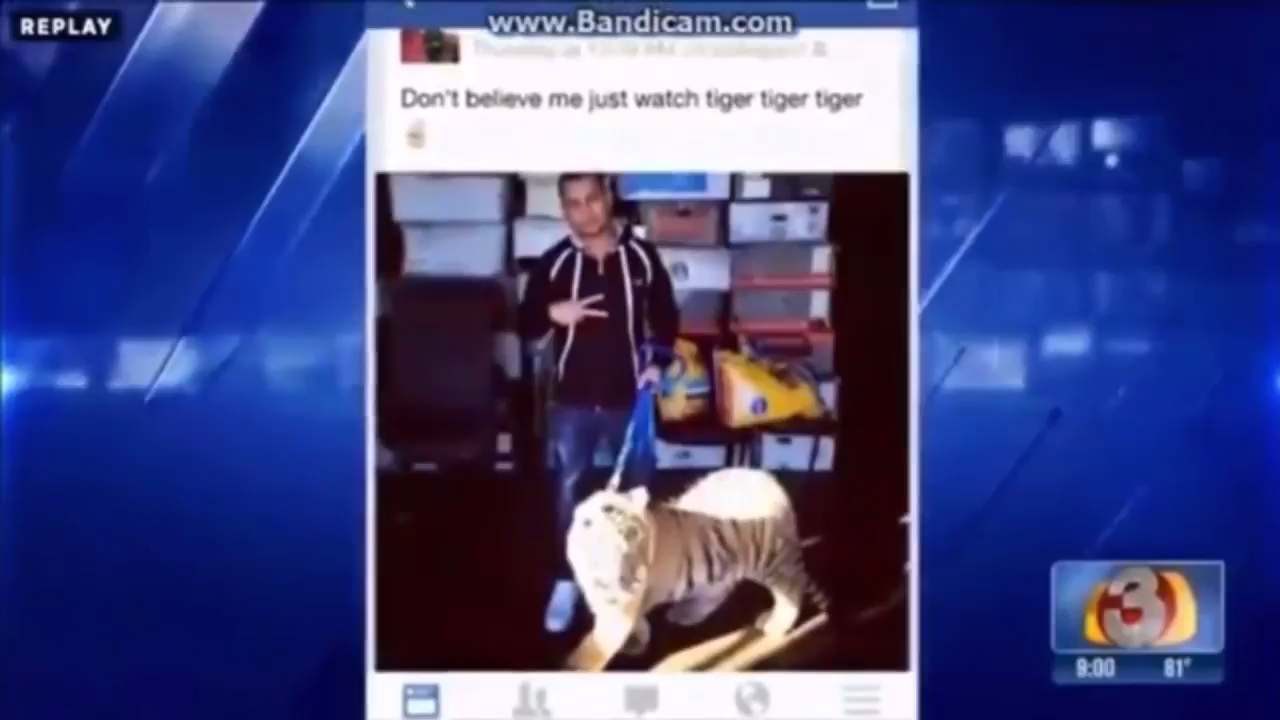 REPLAY
www.Bandicam.com
Don't believe me just watch tiger tiger tiger
3
9:00 81°